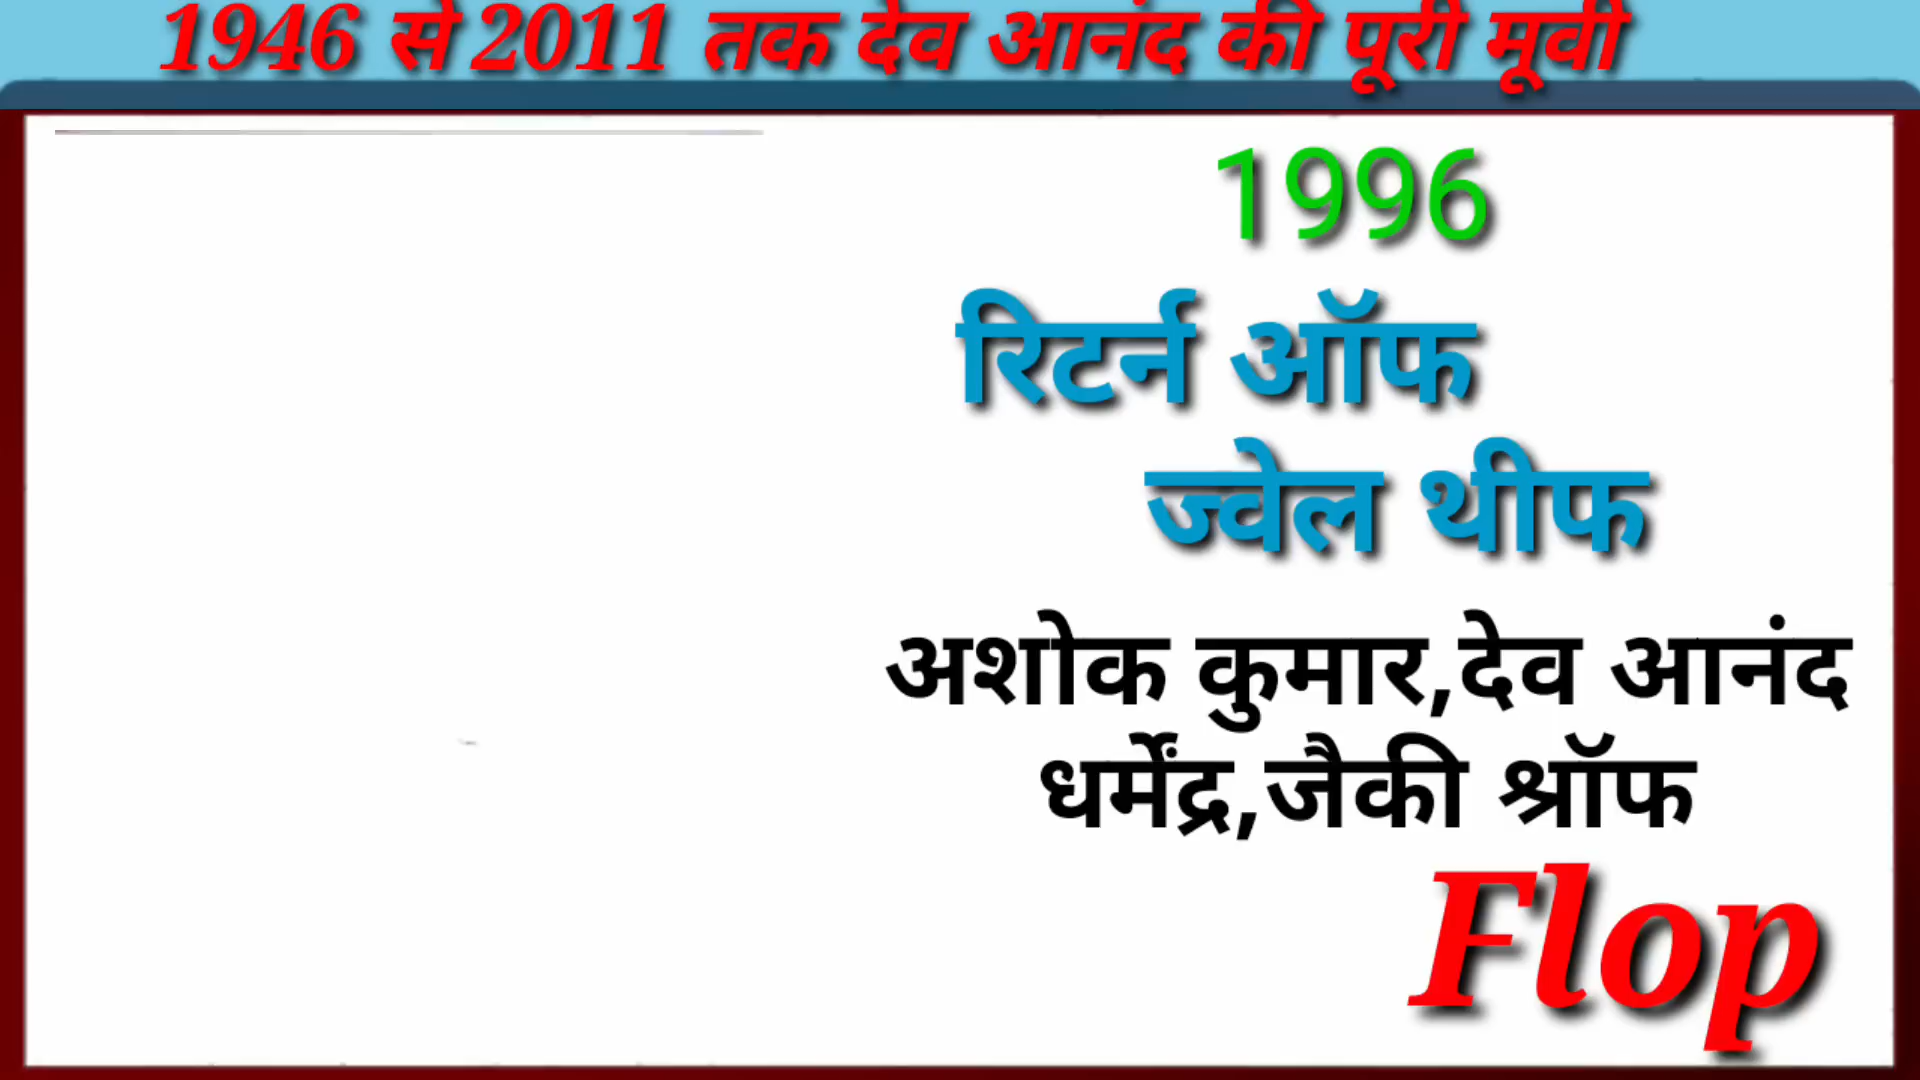 1946 से 2011 तक देव आनंद की पूरी मूवी
1996
रिटर्न ऑफ
ज्वेल थीफ
अशोक कुमार,देव आनंद
धर्मेंद्र,जैकी श्रॉफ
Flop